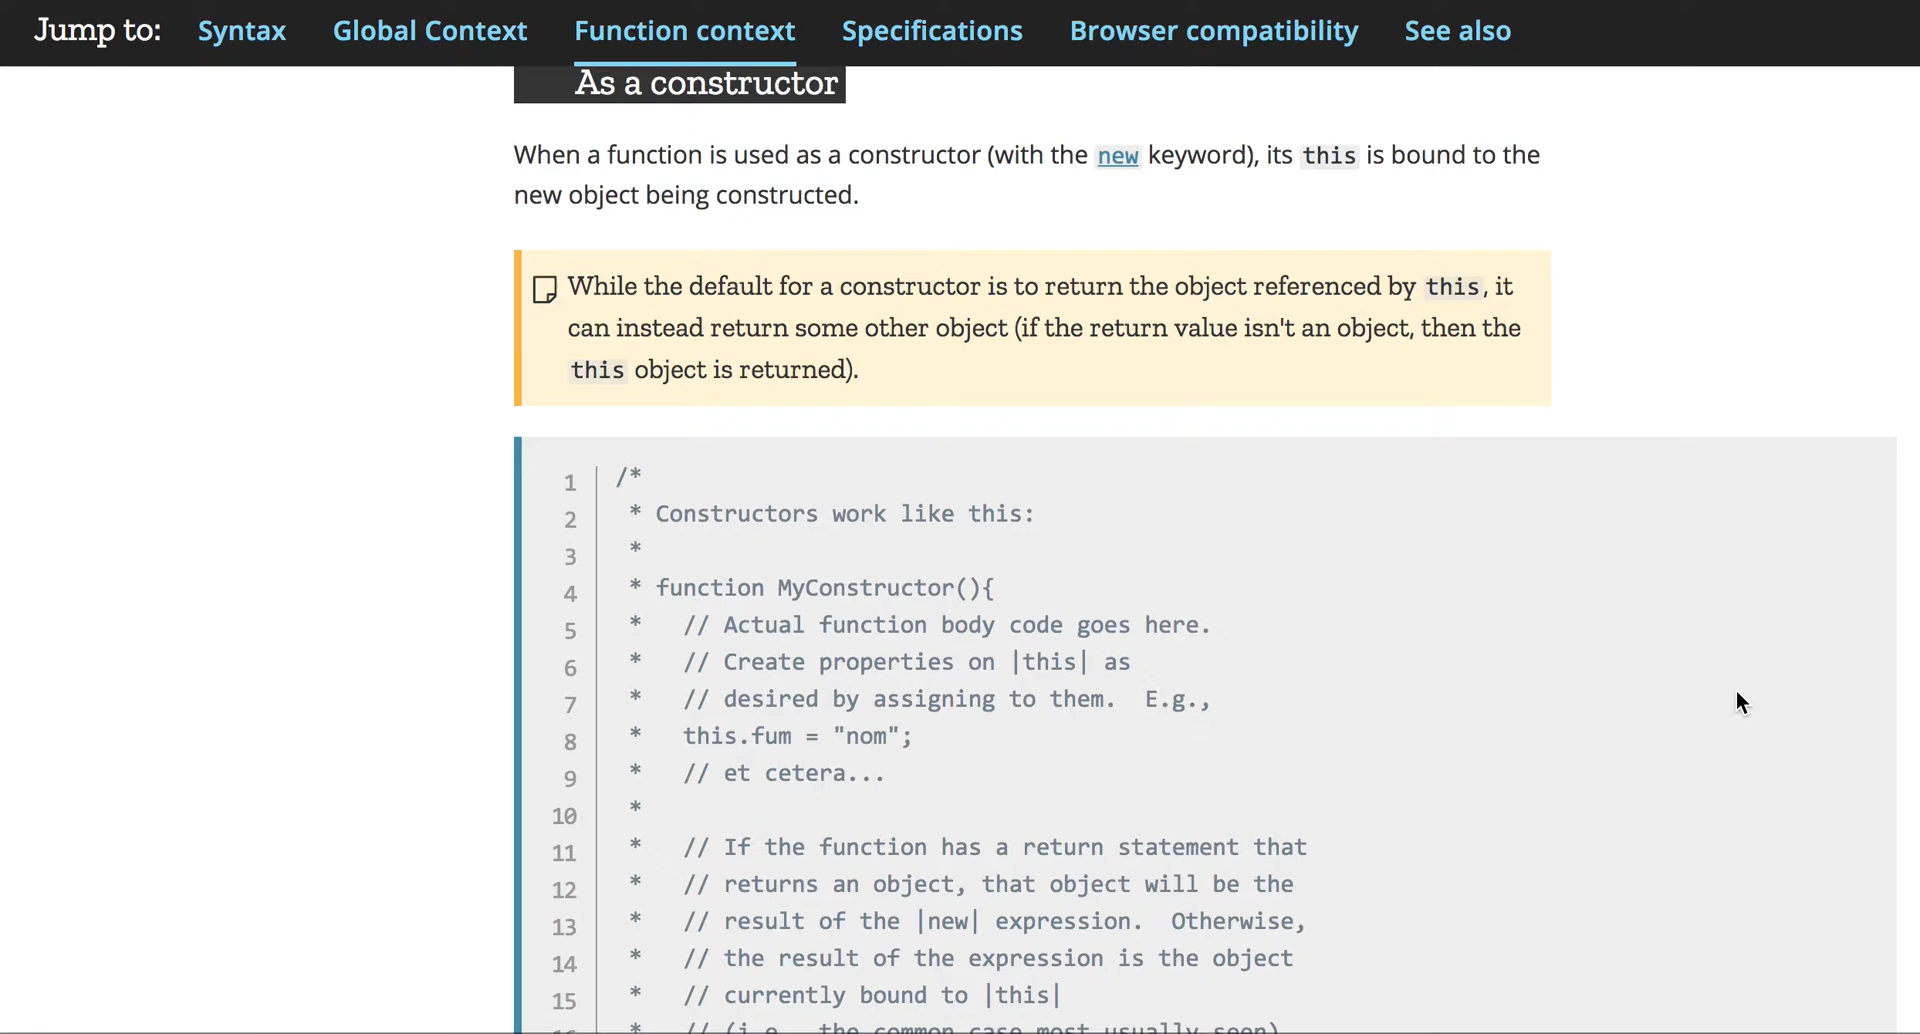 Jump to: Syntax Global Context Function context Specifications Browser compatibility See also
As a constructor
When a function is used as a constructor (with the new keyword), its this is bound to the
new object being constructed.
While the default for a constructor is to return the object referenced by this, it
can instead return some other object (if the return value isn't an object, then the
this object is returned).
1 /*
2  * Constructors work like this:
3  *
4  * function MyConstructor(){
5  *   // Actual function body code goes here.
6  *   // Create properties on |this| as
7  *   // desired by assigning to them.  E.g.,
8  *   this.fum = "nom";
9  *   // et cetera...
10  *
11  *   // If the function has a return statement that
12  *   // returns an object, that object will be the
13  *   // result of the |new| expression.  Otherwise,
14  *   // the result of the expression is the object
15  *   // currently bound to |this|
16  *   // (i.e., the common case most usually seen).